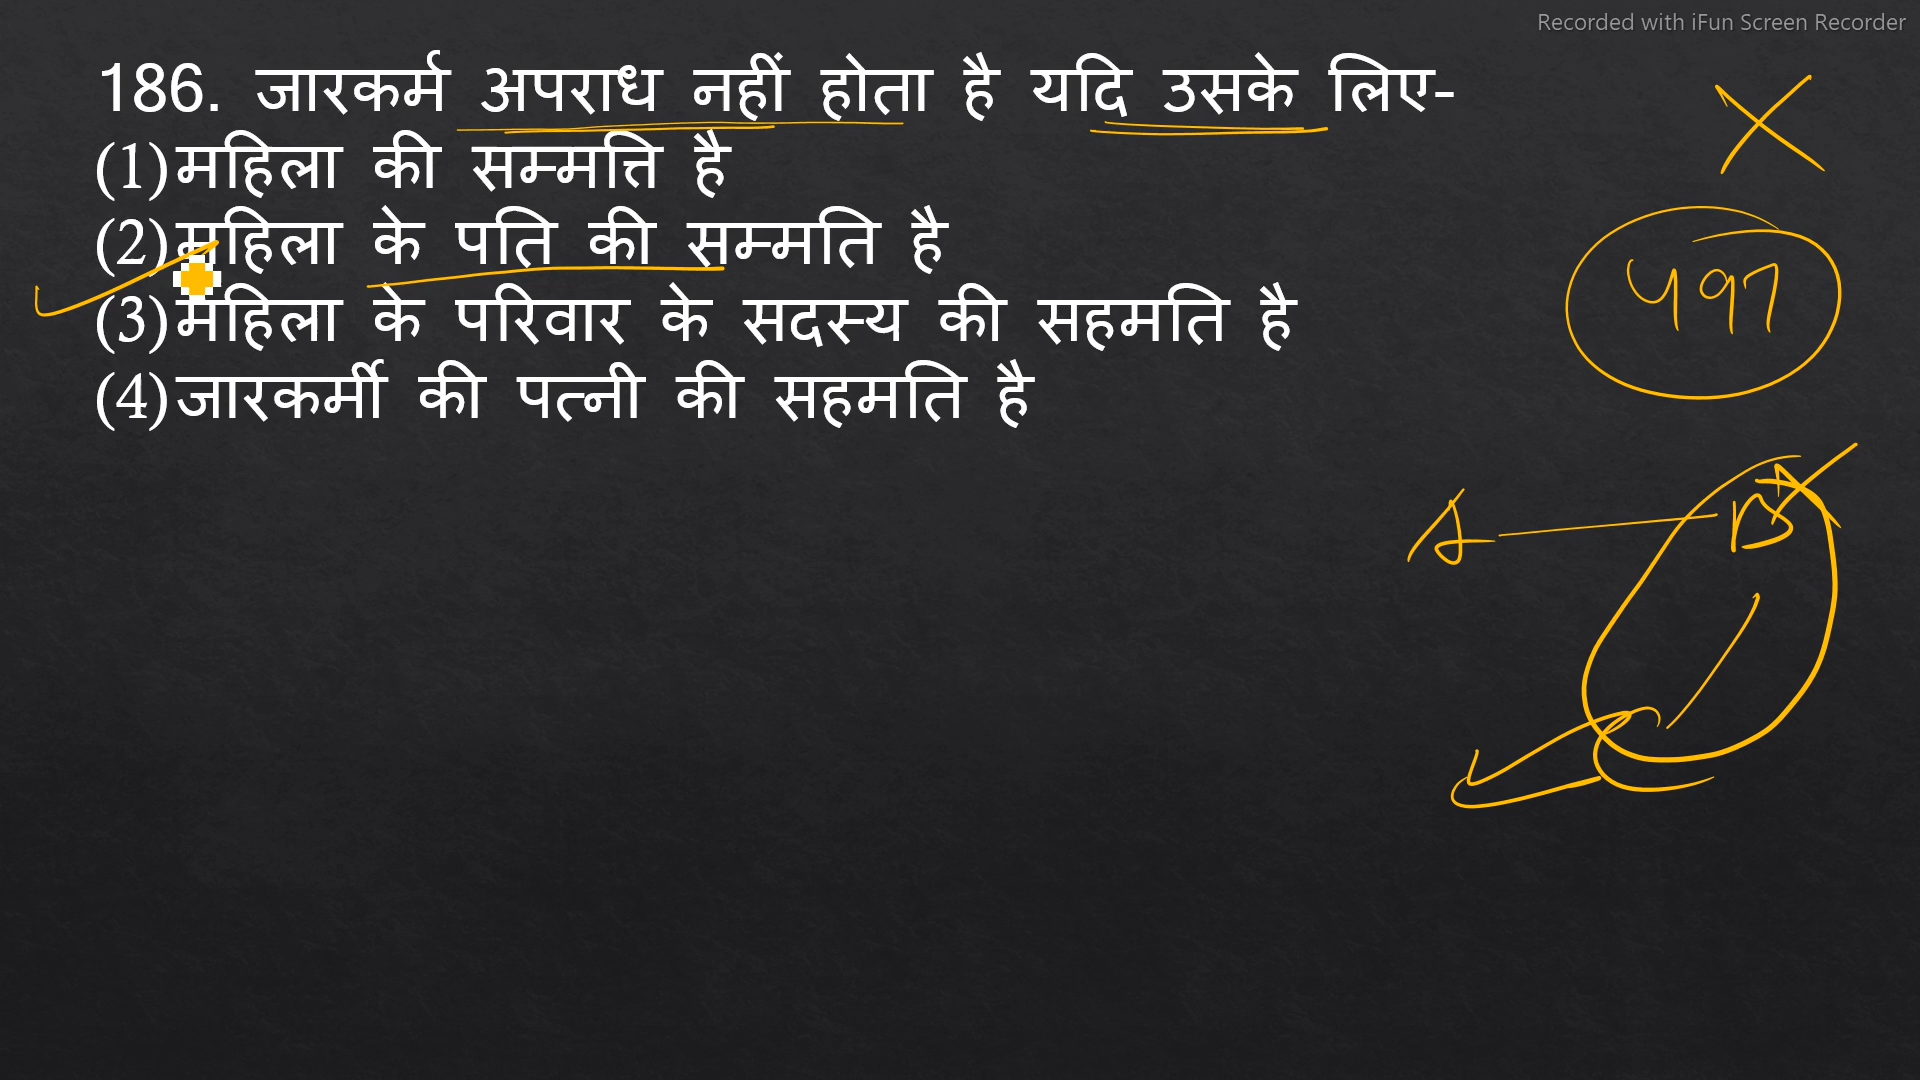 Recorded with iFun Screen Recorder
186. जारकर्म अपराध नहीं होता है यदि उसके लिए-
(1)महिला की सम्मत्ति है
(2)महिला के पति की सम्मति है
(3)महिला के परिवार के सदस्य की सहमति है
(4)जारकर्मी की पत्नी की सहमति है
497
A
B